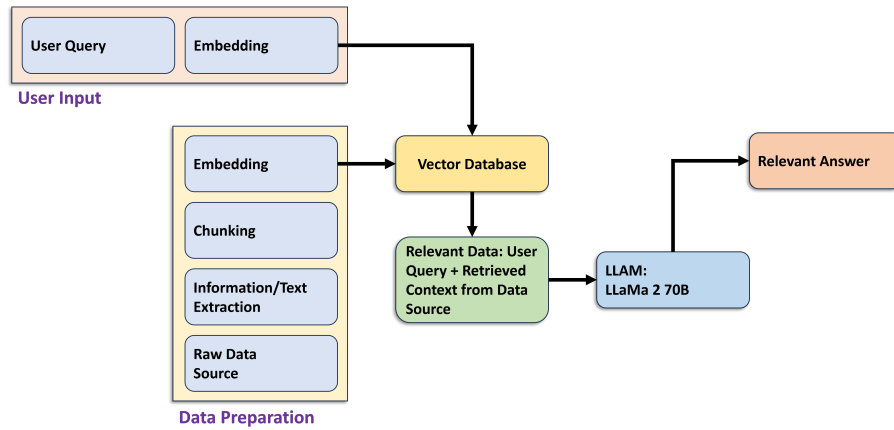 User Query
Embedding
User Input
Embedding
Chunking
Information/Text
Extraction
Raw Data
Source
Data Preparation
Vector Database
Relevant Data: User
Query + Retrieved
Context from Data
Source
LLAM:
LLaMa 2 70B
Relevant Answer